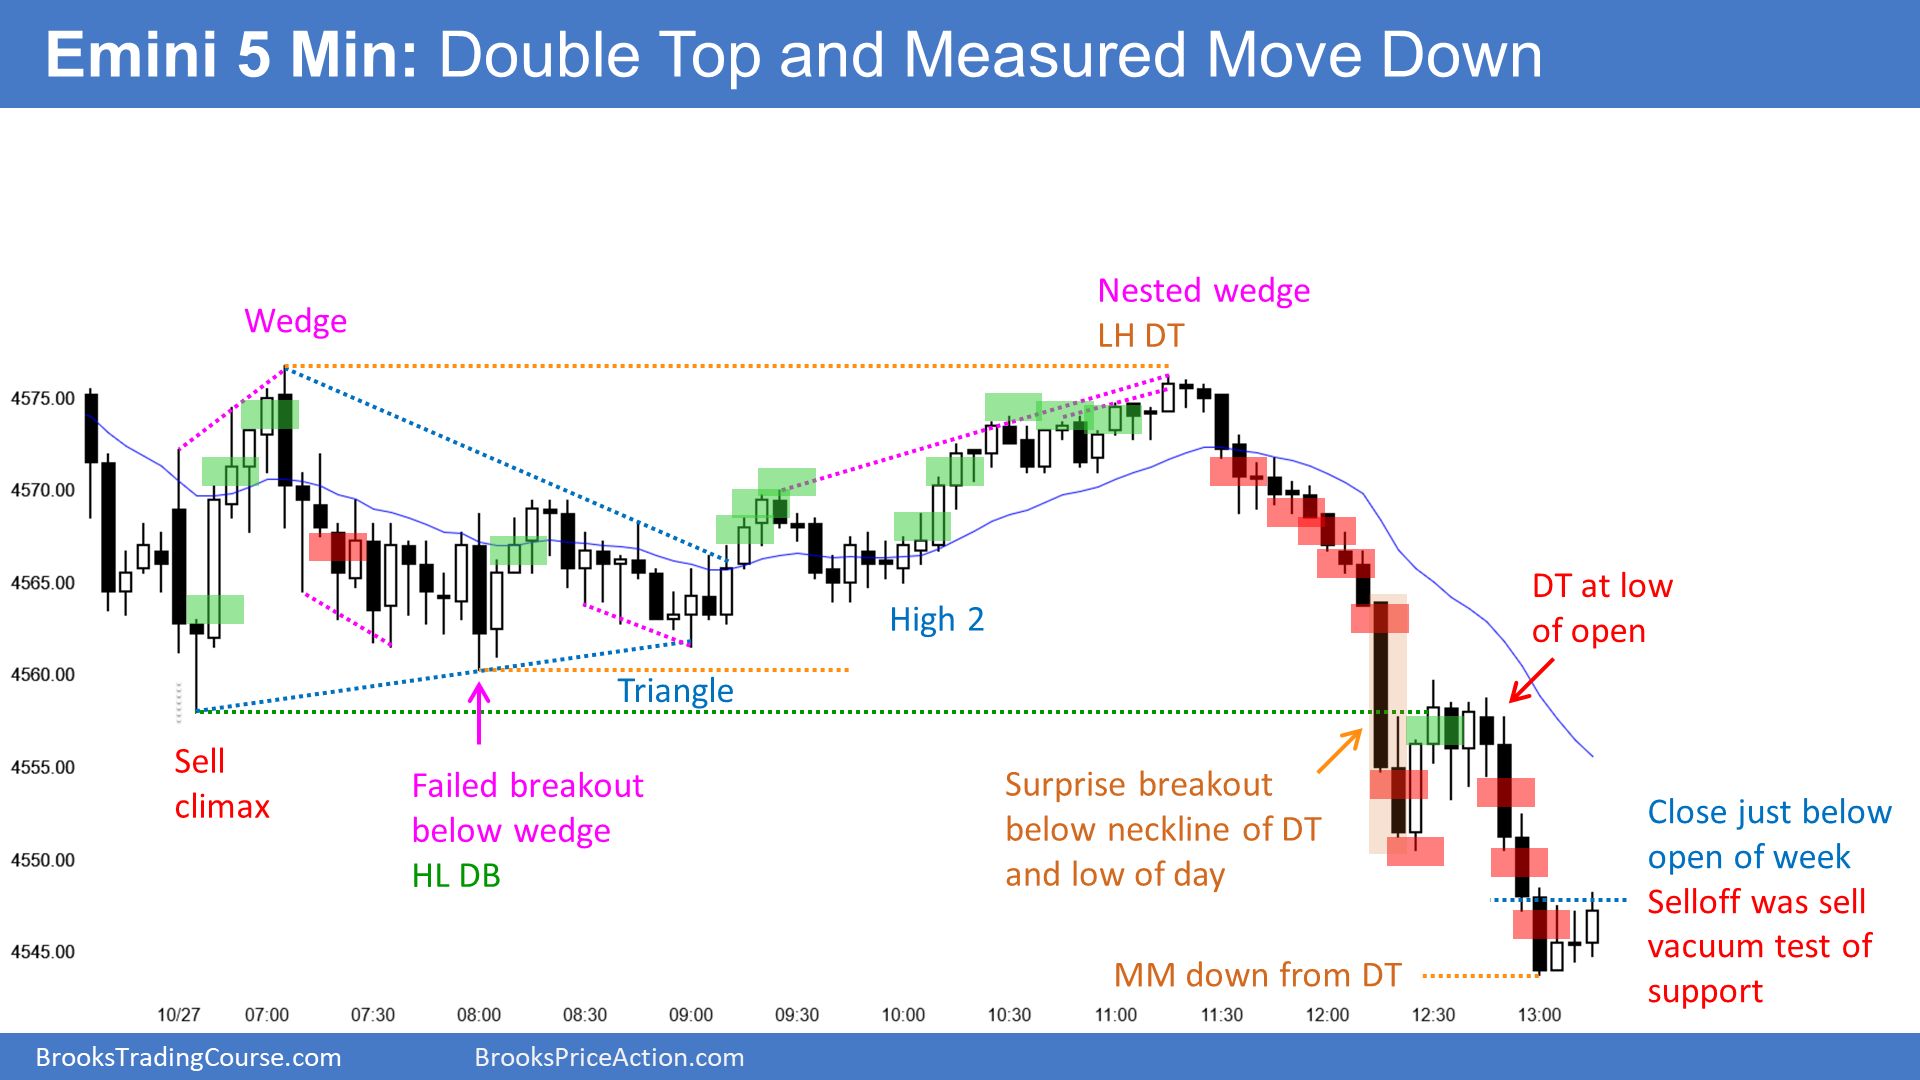 Emini 5 Min: Double Top and Measured Move Down
Nested wedge
LH DT
Wedge
4575.00
4570.00
4565.00
4560.00
4555.00
4550.00
4545.00
High 2
Triangle
DT at low
of open
Sell
climax
Failed breakout
below wedge
HL DB
Surprise breakout
below neckline of DT
and low of day
Close just below
open of week
Selloff was sell
vacuum test of
support
MM down from DT
10/27 07:00 07:30 08:00 08:30 09:00 09:30 10:00 10:30 11:00 11:30 12:00 12:30 13:00
BrooksTradingCourse.com BrooksPriceAction.com